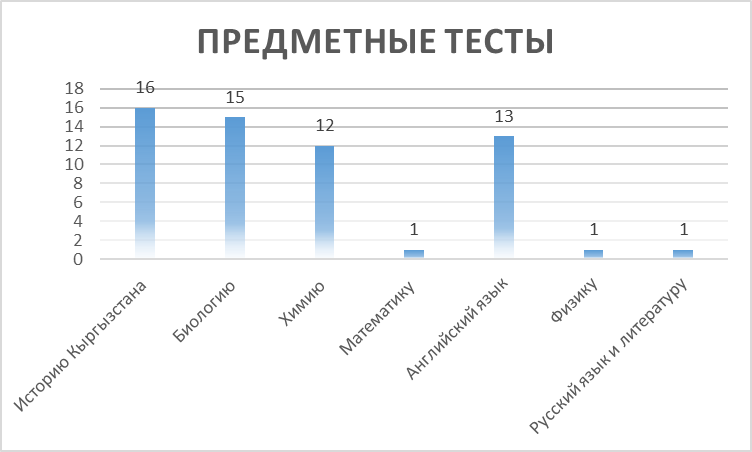 ПРЕДМЕТНЫЕ ТЕСТЫ
18
16
14
12
10
8
6
4
2
0
16
15
12
1
13
1
1
Историю Кыргызстана
Биологию
Химию
Математику
Английский язык
Физику
Русский язык и литературу